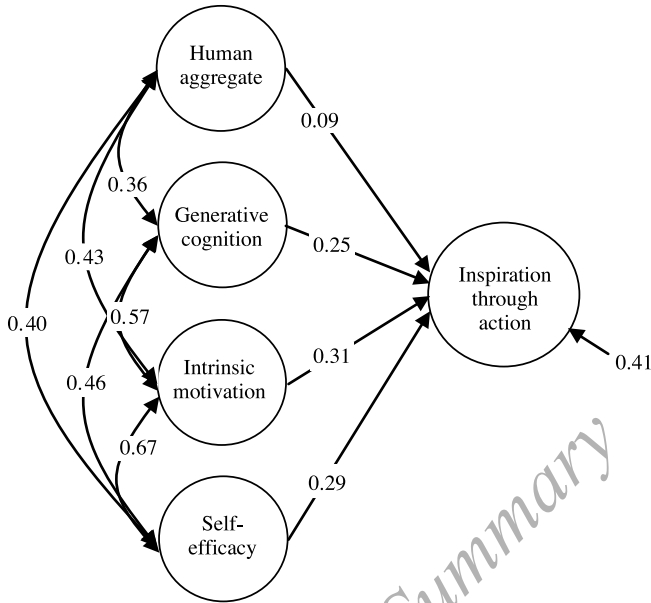 Human
aggregate
0.09
0.36
Generative
cognition
0.25
0.43
Inspiration
through
action
0.57
0.40
0.31
0.41
Intrinsic
motivation
0.46
0.67
0.29
Self-
efficacy
Summary